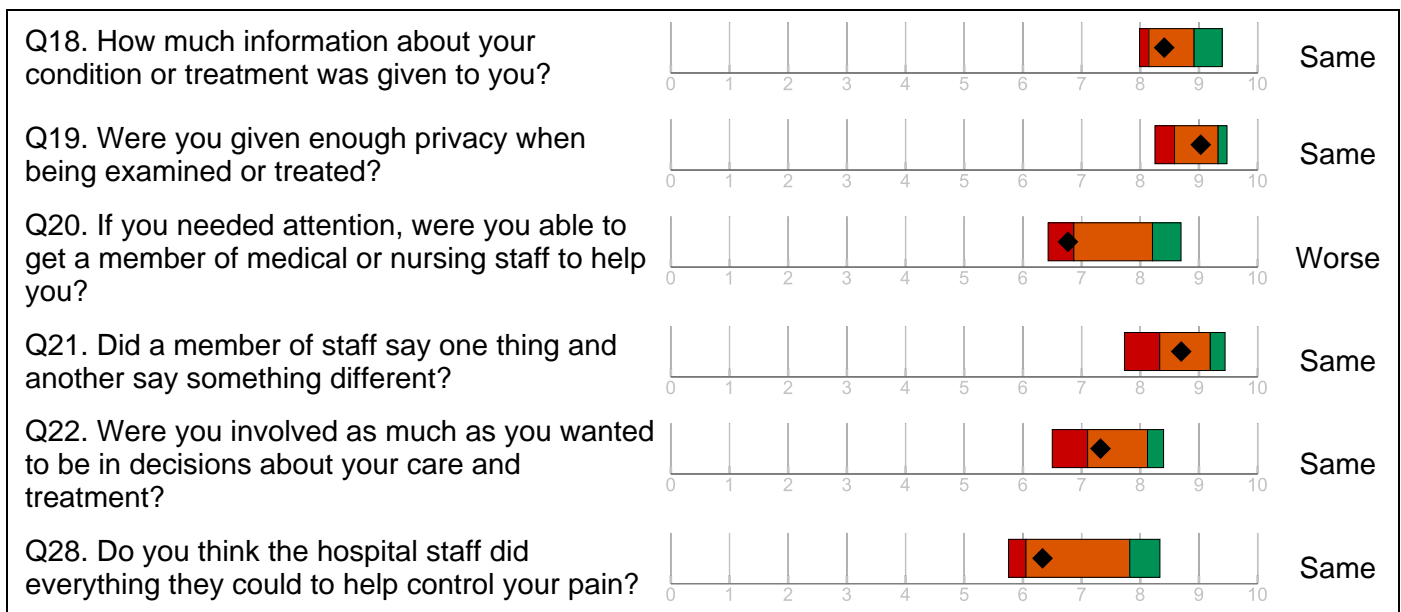 Q18. How much information about your
condition or treatment was given to you?
0 1 2 3 4 5 6 7 8 9 10
Same
Q19. Were you given enough privacy when
being examined or treated?
0 1 2 3 4 5 6 7 8 9 10
Same
Q20. If you needed attention, were you able to
get a member of medical or nursing staff to help
you?
0 1 2 3 4 5 6 7 8 9 10
Worse
Q21. Did a member of staff say one thing and
another say something different?
0 1 2 3 4 5 6 7 8 9 10
Same
Q22. Were you involved as much as you wanted
to be in decisions about your care and
treatment?
0 1 2 3 4 5 6 7 8 9 10
Same
Q28. Do you think the hospital staff did
everything they could to help control your pain?
0 1 2 3 4 5 6 7 8 9 10
Same